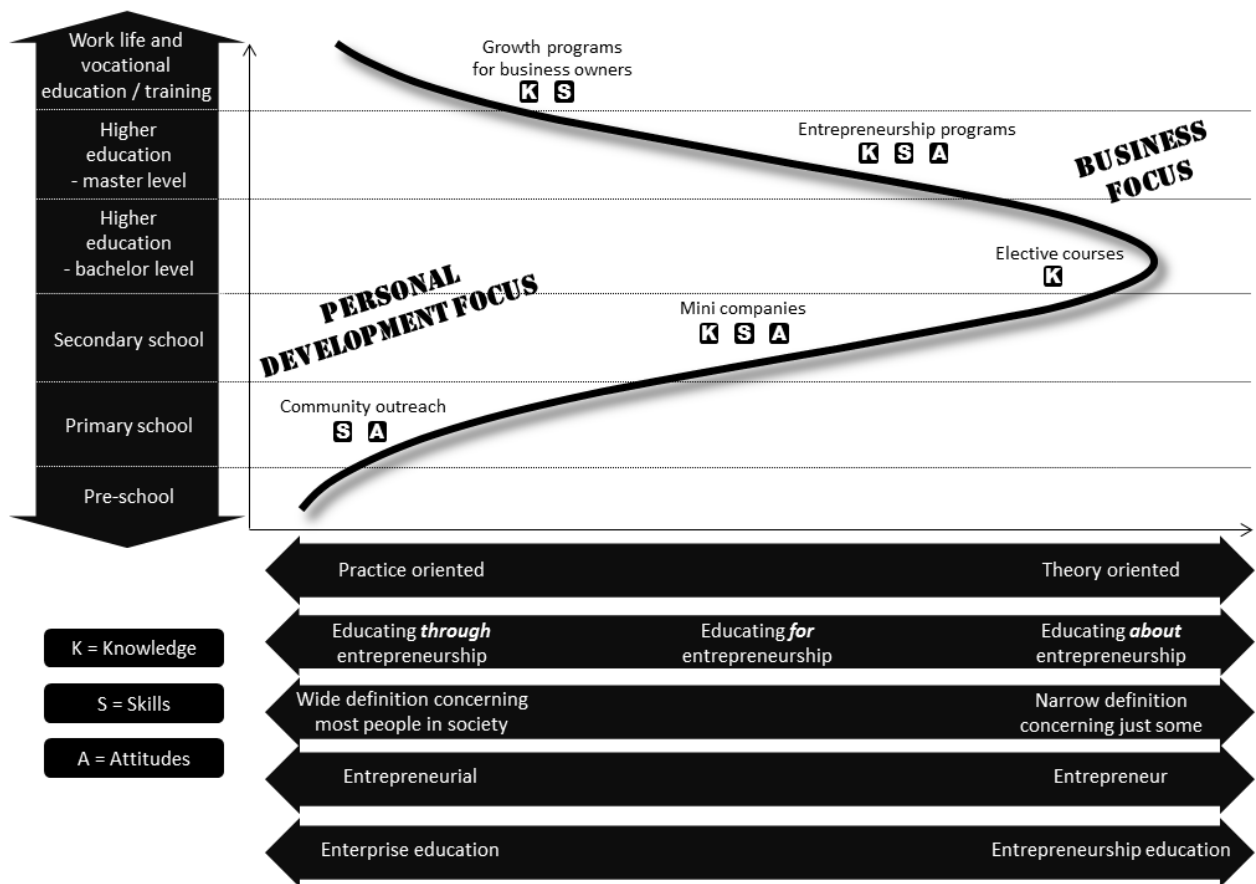 Work life and
vocational
education / training
Higher
education
- master level
Higher
education
- bachelor level
Secondary school
Primary school
Pre-school
Growth programs
for business owners
K S
Entrepreneurship programs
K S A
BUSINESS
FOCUS
Elective courses
K
PERSONAL
DEVELOPMENT FOCUS
Mini companies
K S A
Community outreach
S A
Practice oriented
Theory oriented
Educating through
entrepreneurship
Educating for
entrepreneurship
Educating about
entrepreneurship
Wide definition concerning
most people in society
Narrow definition
concerning just some
Entrepreneurial
Entrepreneur
Enterprise education
Entrepreneurship education
K = Knowledge
S = Skills
A = Attitudes